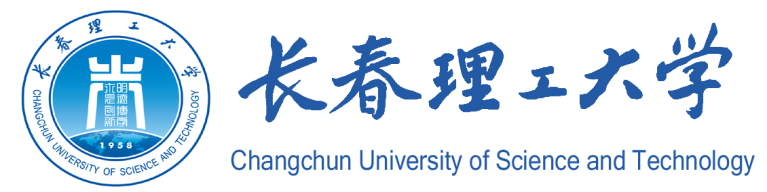 长春理工大学
CHANGCHUN UNIVERSITY OF SCIENCE AND TECHNOLOGY
1958
长春理工大学
Changchun University of Science and Technology